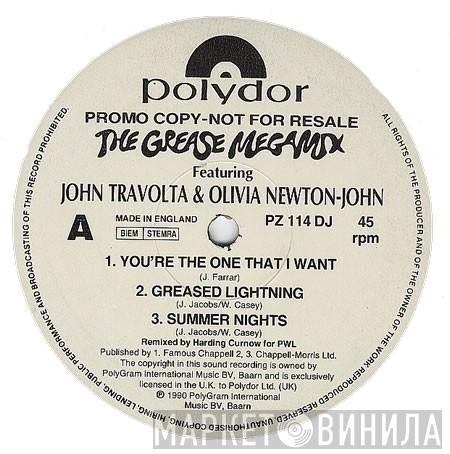 polydor
PROMO COPY-NOT FOR RESALE
THE GREASE MEGAMIX
Featuring
JOHN TRAVOLTA & OLIVIA NEWTON-JOHN
A
MADE IN ENGLAND
BIEM STEMRA
PZ 114 DJ
45
rpm
1. YOU'RE THE ONE THAT I WANT
(J. Farrar)
2. GREASED LIGHTNING
(J. Jacobs/W. Casey)
3. SUMMER NIGHTS
(J. Jacobs/W. Casey)
Remixed by Harding Curnow for PWL
Published by 1. Famous Chappell 2, 3. Chappell-Morris Ltd.
The copyright in this sound recording is owned by
PolyGram International Music BV, Baarn and is exclusively
licensed in the U.K. to Polydor Ltd. (UK)
℗ 1990 PolyGram International
Music BV, Baarn
ALL RIGHTS OF THE PRODUCER AND OF THE OWNER OF THE WORK REPRODUCED RESERVED. UNAUTHORISED COPYING, HIRING, LENDING, PUBLIC PERFORMANCE AND BROADCASTING OF THIS RECORD PROHIBITED.
МАРКЕТ ВИНИЛА